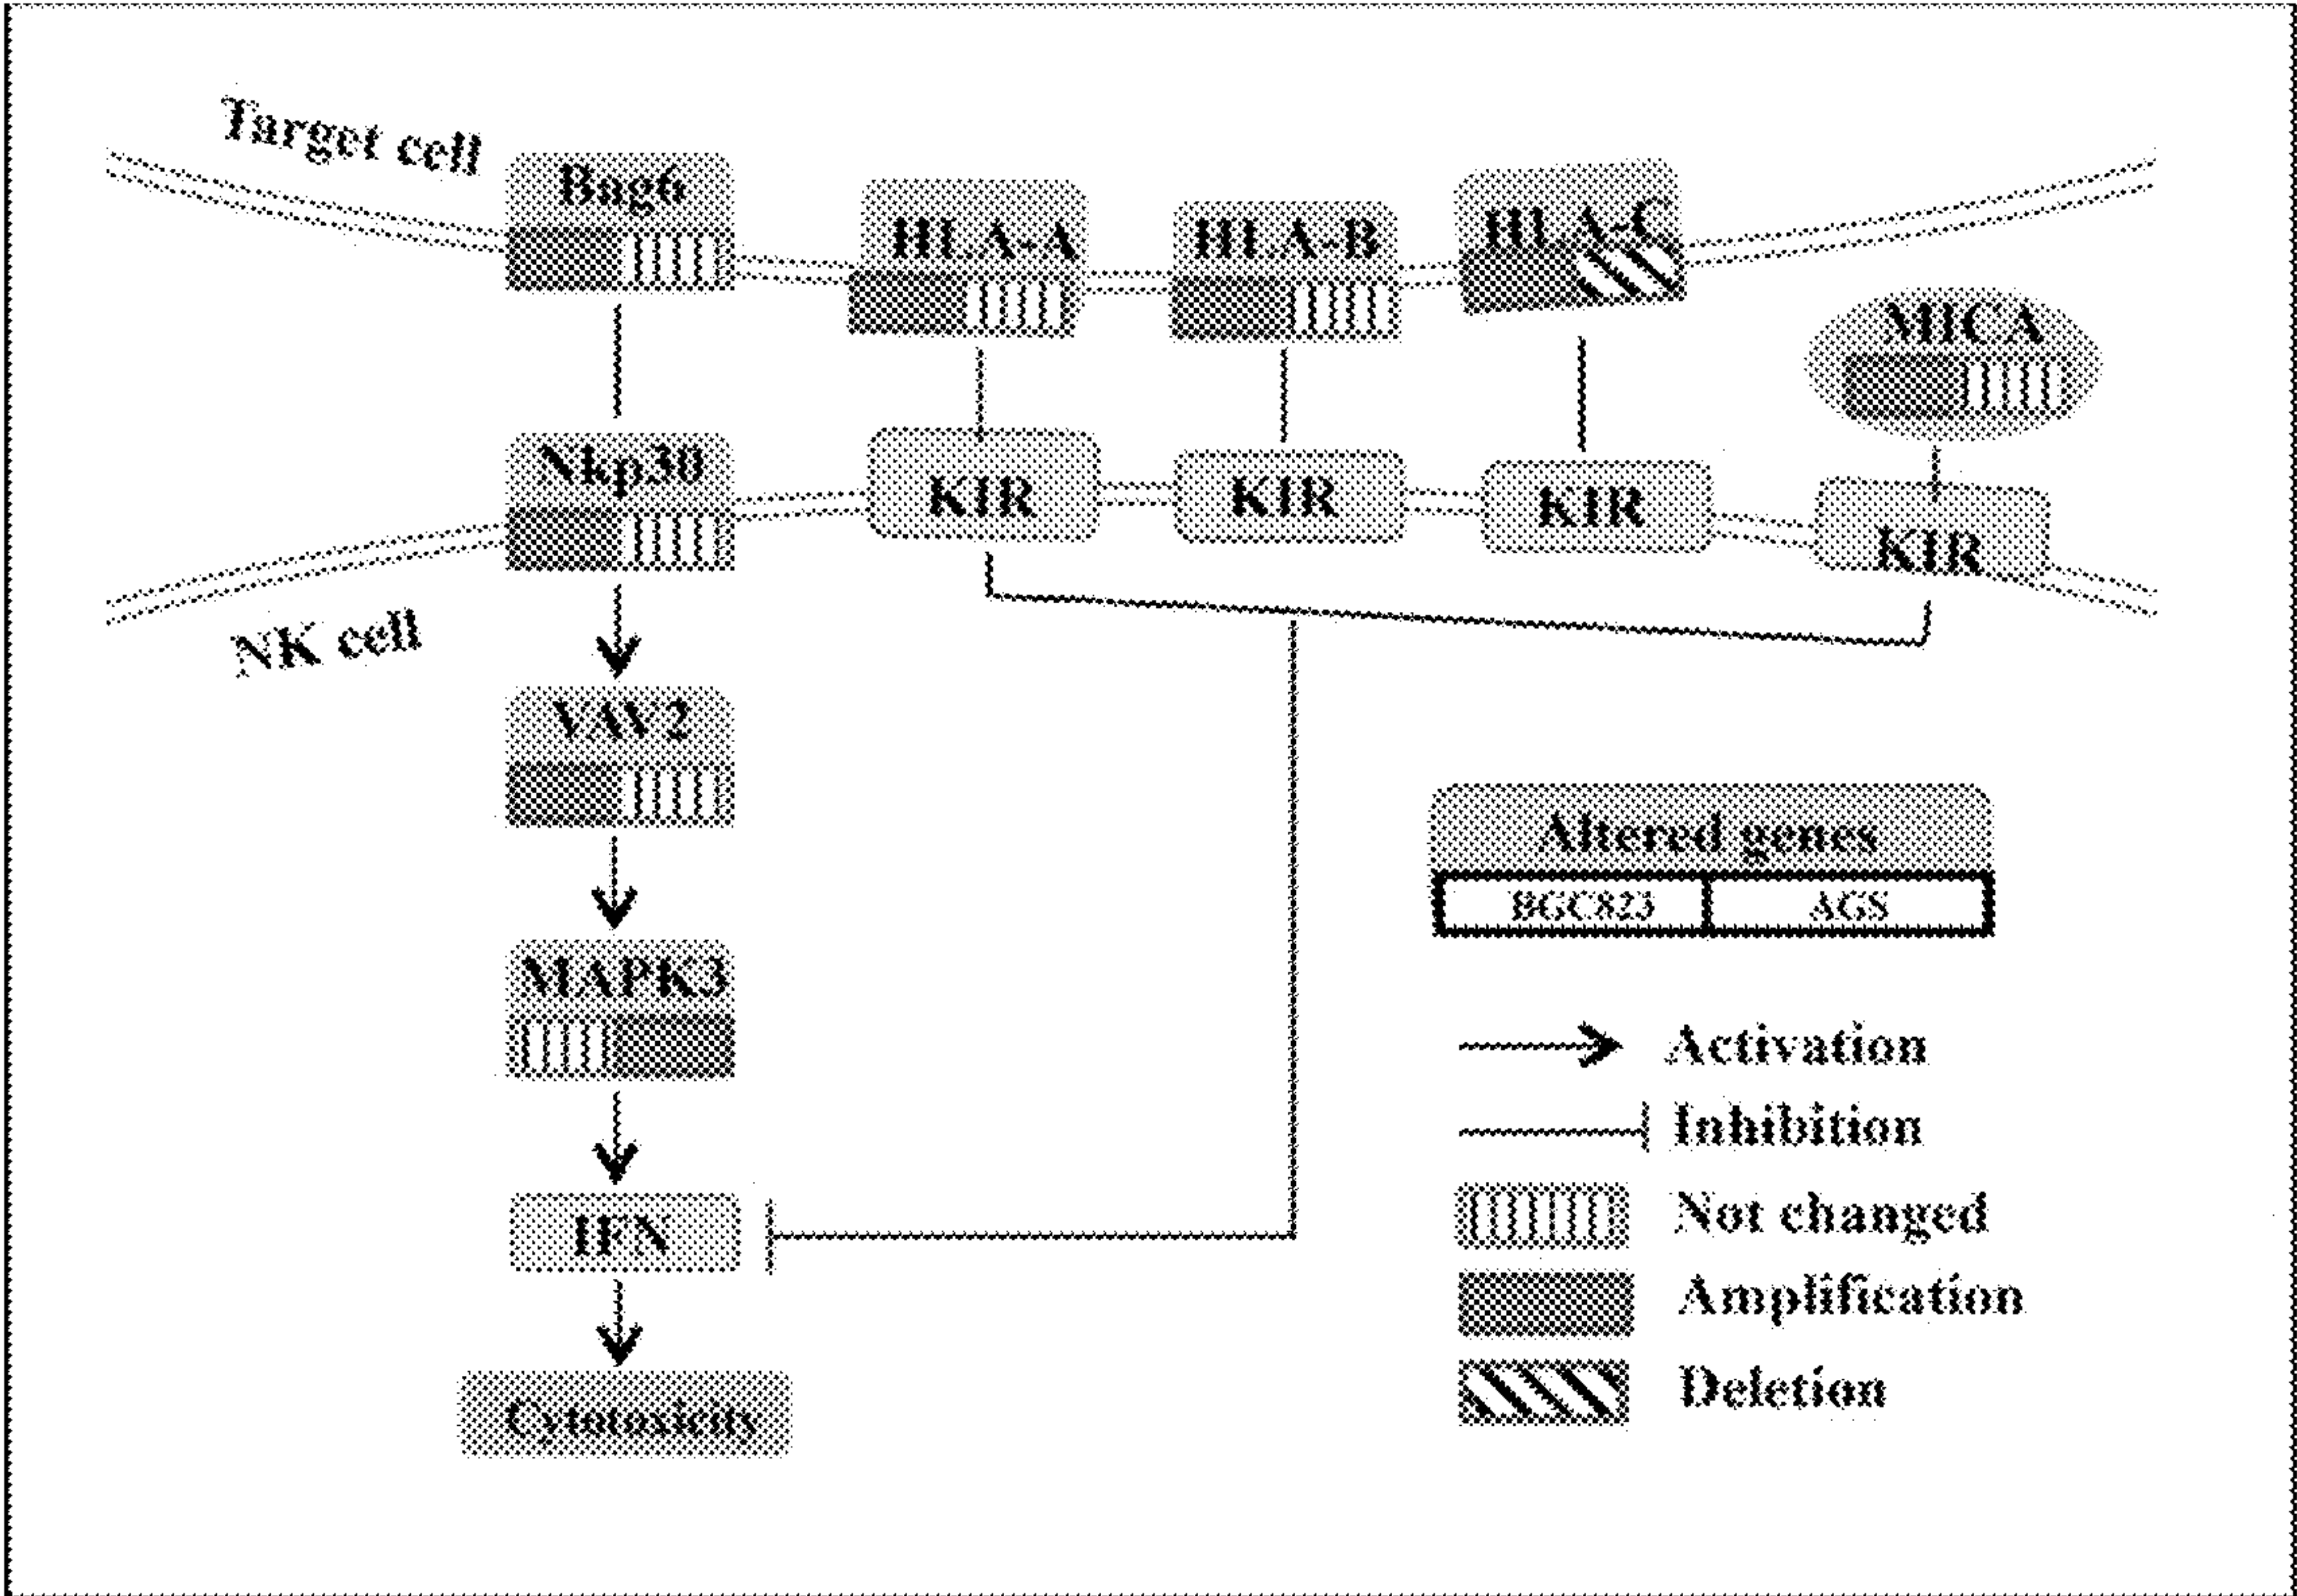 Target cell
Bag6
HLA-A
HLA-B
HLA-C
MICA
Nkp30
KIR
KIR
KIR
KIR
NK cell
VAV2
Altered genes
BGC823
AGS
MAPK3
Activation
Inhibition
IFN
Not changed
Amplification
Deletion
Cytotoxicity